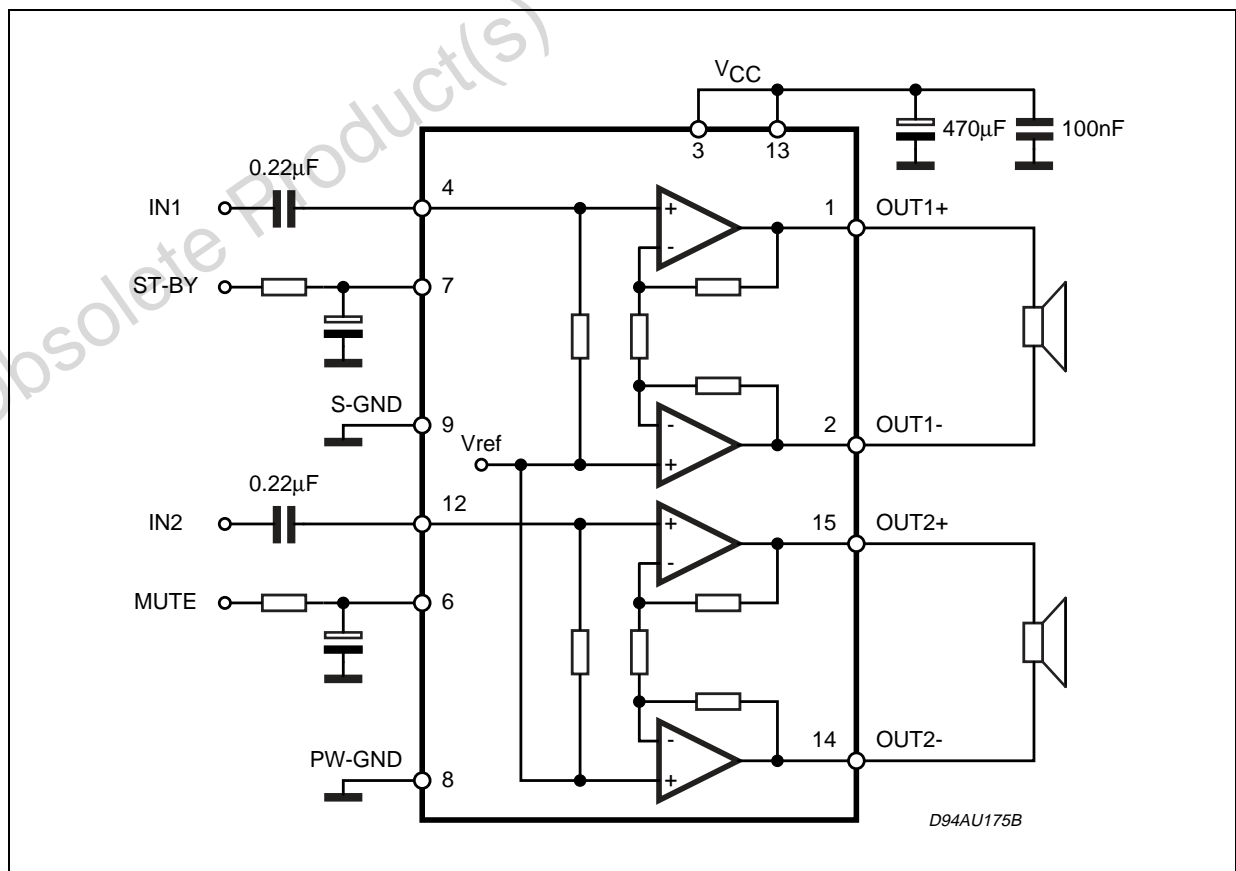 Obsolete Product(s)
VCC
470μF
100nF
3
13
0.22μF
IN1
4
1
OUT1+
ST-BY
7
+
-
S-GND
9
2
OUT1-
Vref
-
+
0.22μF
IN2
12
15
OUT2+
+
-
MUTE
6
PW-GND
8
14
OUT2-
-
+
D94AU175B